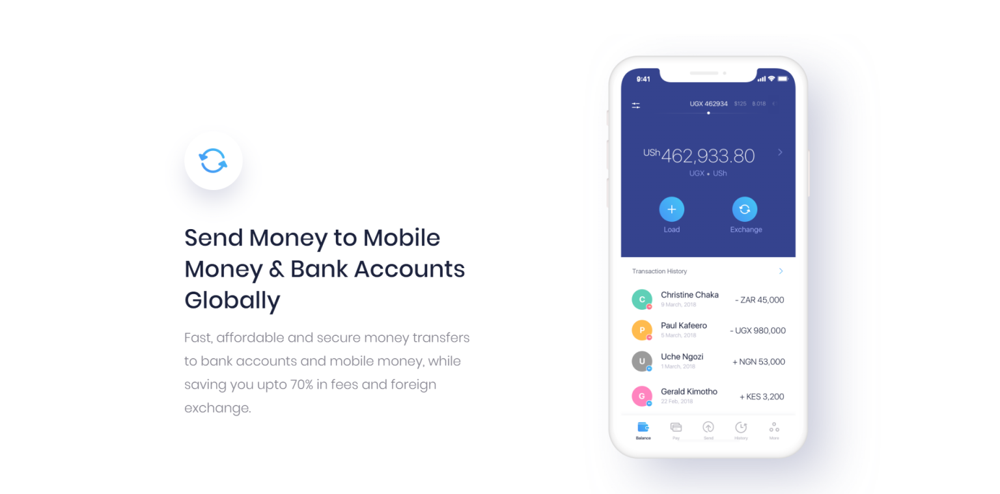 Send Money to Mobile
Money & Bank Accounts
Globally
Fast, affordable and secure money transfers
to bank accounts and mobile money, while
saving you upto 70% in fees and foreign
exchange.
9:41
UGX 462934 $125
USh 462,933.80
UGX • USh
Load Exchange
Transaction History
C Christine Chaka - ZAR 45,000
9 March, 2018
P Paul Kafeero - UGX 980,000
5 March, 2018
U Uche Ngozi + NGN 53,000
1 March, 2018
G Gerald Kimotho + KES 3,200
22 Feb, 2018
Balance Pay Send History More